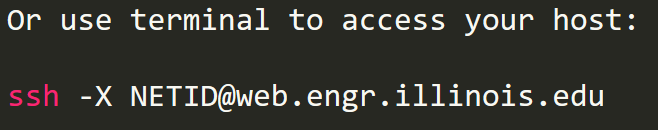 Or use terminal to access your host:
ssh -X NETID@web.engr.illinois.edu